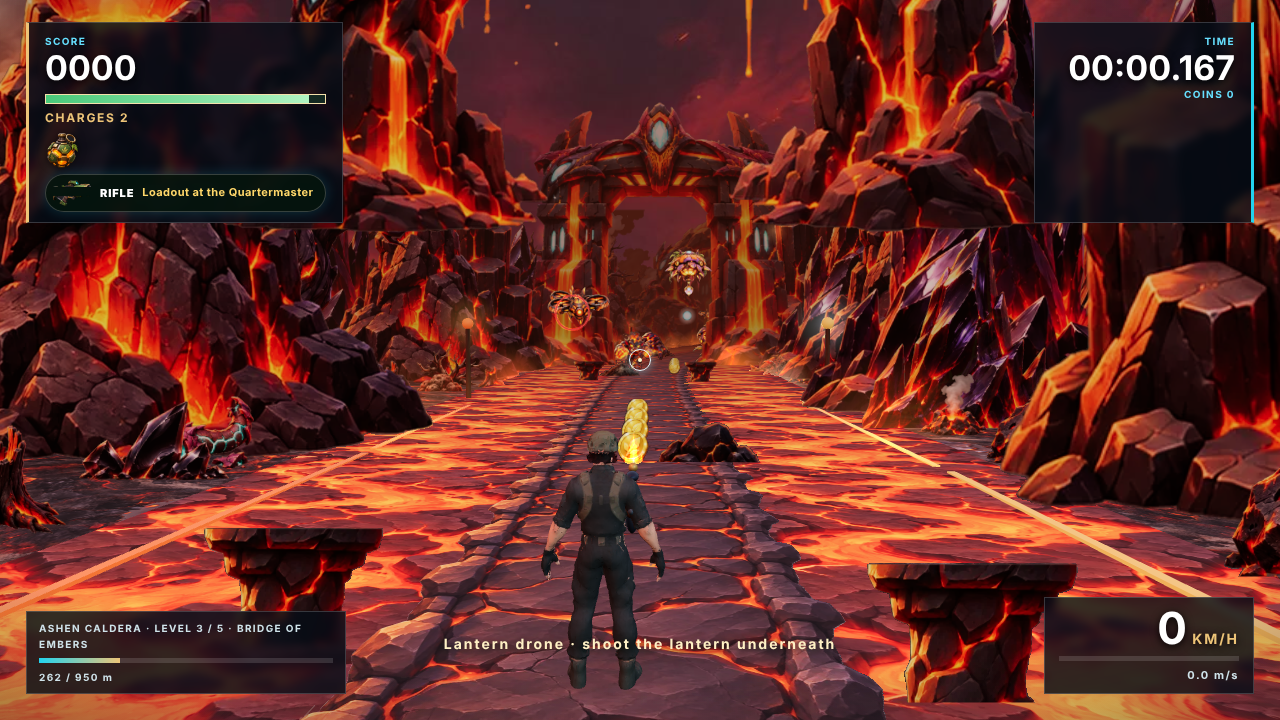 SCORE
0000
CHARGES 2
RIFLE Loadout at the Quartermaster
TIME
00:00.167
COINS 0
Lantern drone · shoot the lantern underneath
ASHEN CALDERA · LEVEL 3 / 5 · BRIDGE OF
EMBERS
262 / 950 m
0 KM/H
0.0 m/s